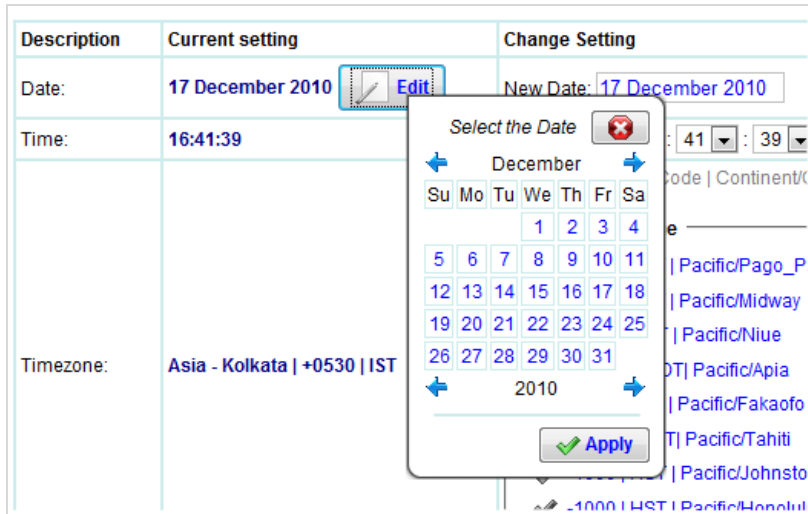 Description Current setting Change Setting
Date: 17 December 2010 Edit New Date: 17 December 2010
Time: 16:41:39 : 41 : 39
Select the Date
December
Su Mo Tu We Th Fr Sa
1 2 3 4
5 6 7 8 9 10 11
12 13 14 15 16 17 18
19 20 21 22 23 24 25
26 27 28 29 30 31
2010
Apply
Code | Continent/
| Pacific/Pago_P
| Pacific/Midway
| Pacific/Niue
Timezone: Asia - Kolkata | +0530 | IST
| Pacific/Apia
| Pacific/Fakaofo
| Pacific/Tahiti
| Pacific/Johnsto
-1000 | HST | Pacific/Honolul